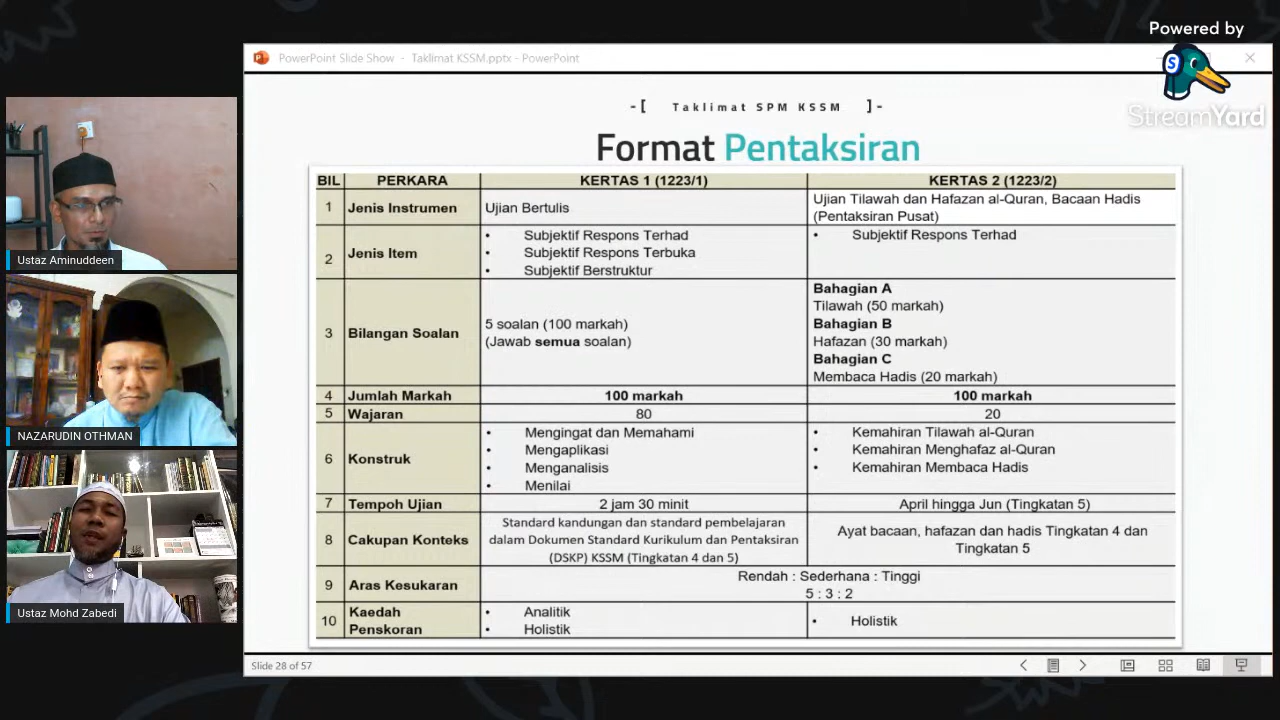 Powered by
StreamYard
PowerPoint Slide Show - Taklimat KSSM.pptx - PowerPoint
-[ Taklimat SPM KSSM ]-
Format Pentaksiran
BIL PERKARA KERTAS 1 (1223/1) KERTAS 2 (1223/2)
1 Jenis Instrumen Ujian Bertulis
Ujian Tilawah dan Hafazan al-Quran, Bacaan Hadis
(Pentaksiran Pusat)
2 Jenis Item
• Subjektif Respons Terhad
• Subjektif Respons Terbuka
• Subjektif Berstruktur
• Subjektif Respons Terhad
3 Bilangan Soalan
5 soalan (100 markah)
(Jawab semua soalan)
Bahagian A
Tilawah (50 markah)
Bahagian B
Hafazan (30 markah)
Bahagian C
Membaca Hadis (20 markah)
4 Jumlah Markah 100 markah 100 markah
5 Wajaran 80 20
6 Konstruk
• Mengingat dan Memahami
• Mengaplikasi
• Menganalisis
• Menilai
• Kemahiran Tilawah al-Quran
• Kemahiran Menghafaz al-Quran
• Kemahiran Membaca Hadis
7 Tempoh Ujian 2 jam 30 minit April hingga Jun (Tingkatan 5)
8 Cakupan Konteks
Standard kandungan dan standard pembelajaran
dalam Dokumen Standard Kurikulum dan Pentaksiran
(DSKP) KSSM (Tingkatan 4 dan 5)
Ayat bacaan, hafazan dan hadis Tingkatan 4 dan
Tingkatan 5
9 Aras Kesukaran
Rendah : Sederhana : Tinggi
5 : 3 : 2
10 Kaedah
Penskoran
• Analitik
• Holistik
• Holistik
Slide 28 of 57
Ustaz Aminuddeen
NAZARUDIN OTHMAN
Ustaz Mohd Zabedi